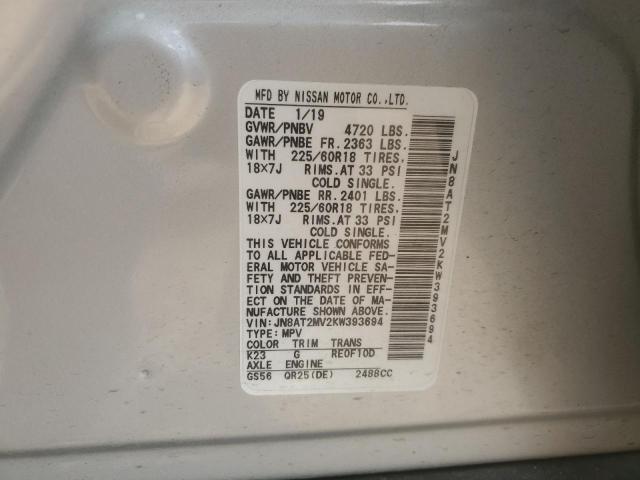 MFD BY NISSAN MOTOR CO.,LTD.
DATE 1/19
GVWR/PNBV 4720 LBS.
GAWR/PNBE FR. 2363 LBS.
WITH 225/60R18 TIRES,
18X7J RIMS.AT 33 PSI
COLD SINGLE.
GAWR/PNBE RR. 2401 LBS.
WITH 225/60R18 TIRES,
18X7J RIMS.AT 33 PSI
COLD SINGLE.
THIS VEHICLE CONFORMS
TO ALL APPLICABLE FED-
ERAL MOTOR VEHICLE SA-
FETY AND THEFT PREVEN-
TION STANDARDS IN EFF-
ECT ON THE DATE OF MA-
NUFACTURE SHOWN ABOVE.
VIN: JN8AT2MV2KW393694
TYPE: MPV
COLOR TRIM TRANS
K23 G RE0F10D
AXLE ENGINE
GS56 QR25(DE) 2488CC
JN8AT2MV2KW393694